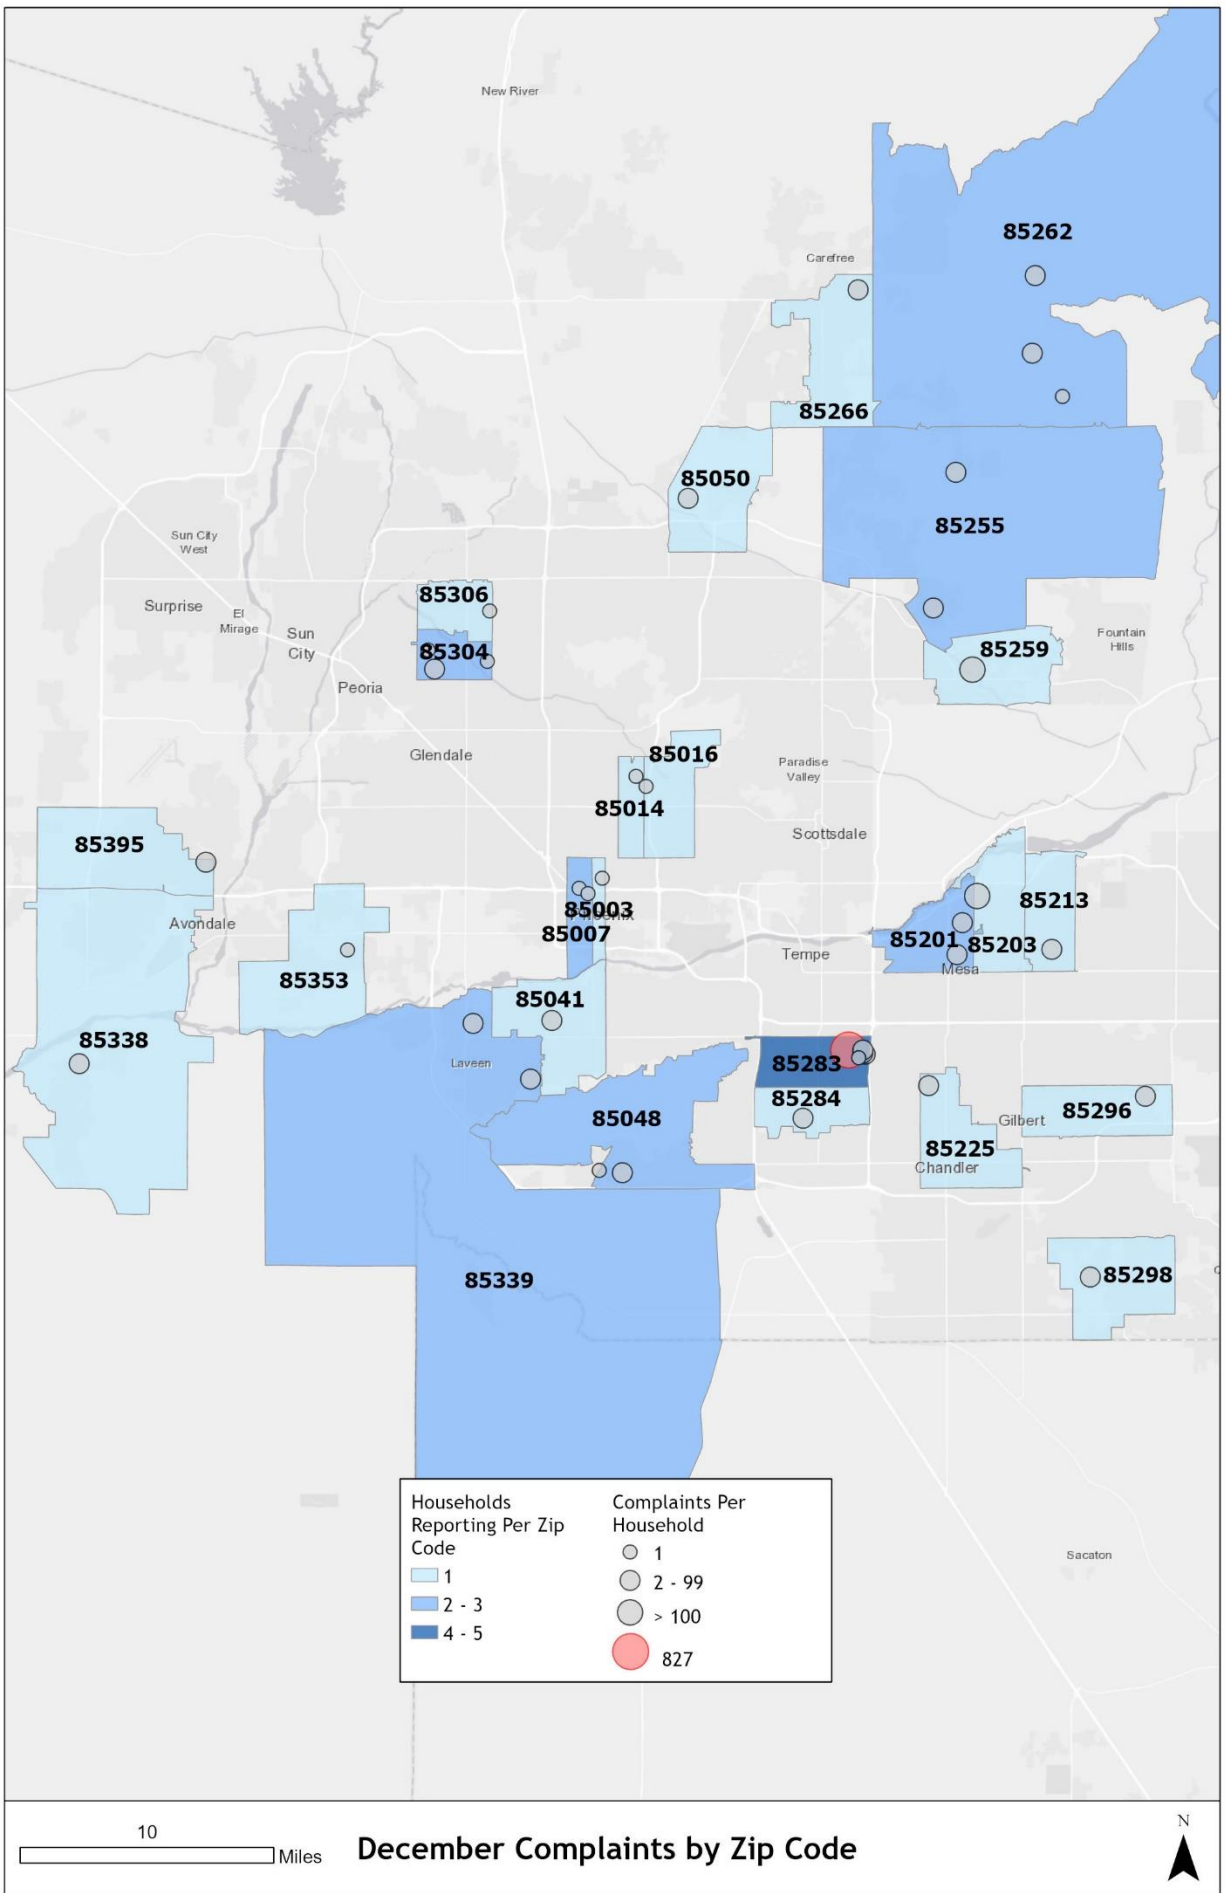 New River
85262
Carefree
85266
85050
85255
Sun City
West
85306
Surprise
El
Mirage
Sun
City
85304
85259
Fountain
Hills
Peoria
Glendale
85016
Paradise
Valley
85014
Scottsdale
85395
85213
85003
Avondale
85007
85201
85203
Tempe
Mesa
85353
85041
85338
Laveen
85283
85284
85048
85296
Gilbert
85225
Chandler
85339
85298
Households
Reporting Per Zip
Code
1
2 - 3
4 - 5
Complaints Per
Household
1
2 - 99
> 100
827
Sacaton
10
Miles
December Complaints by Zip Code
N